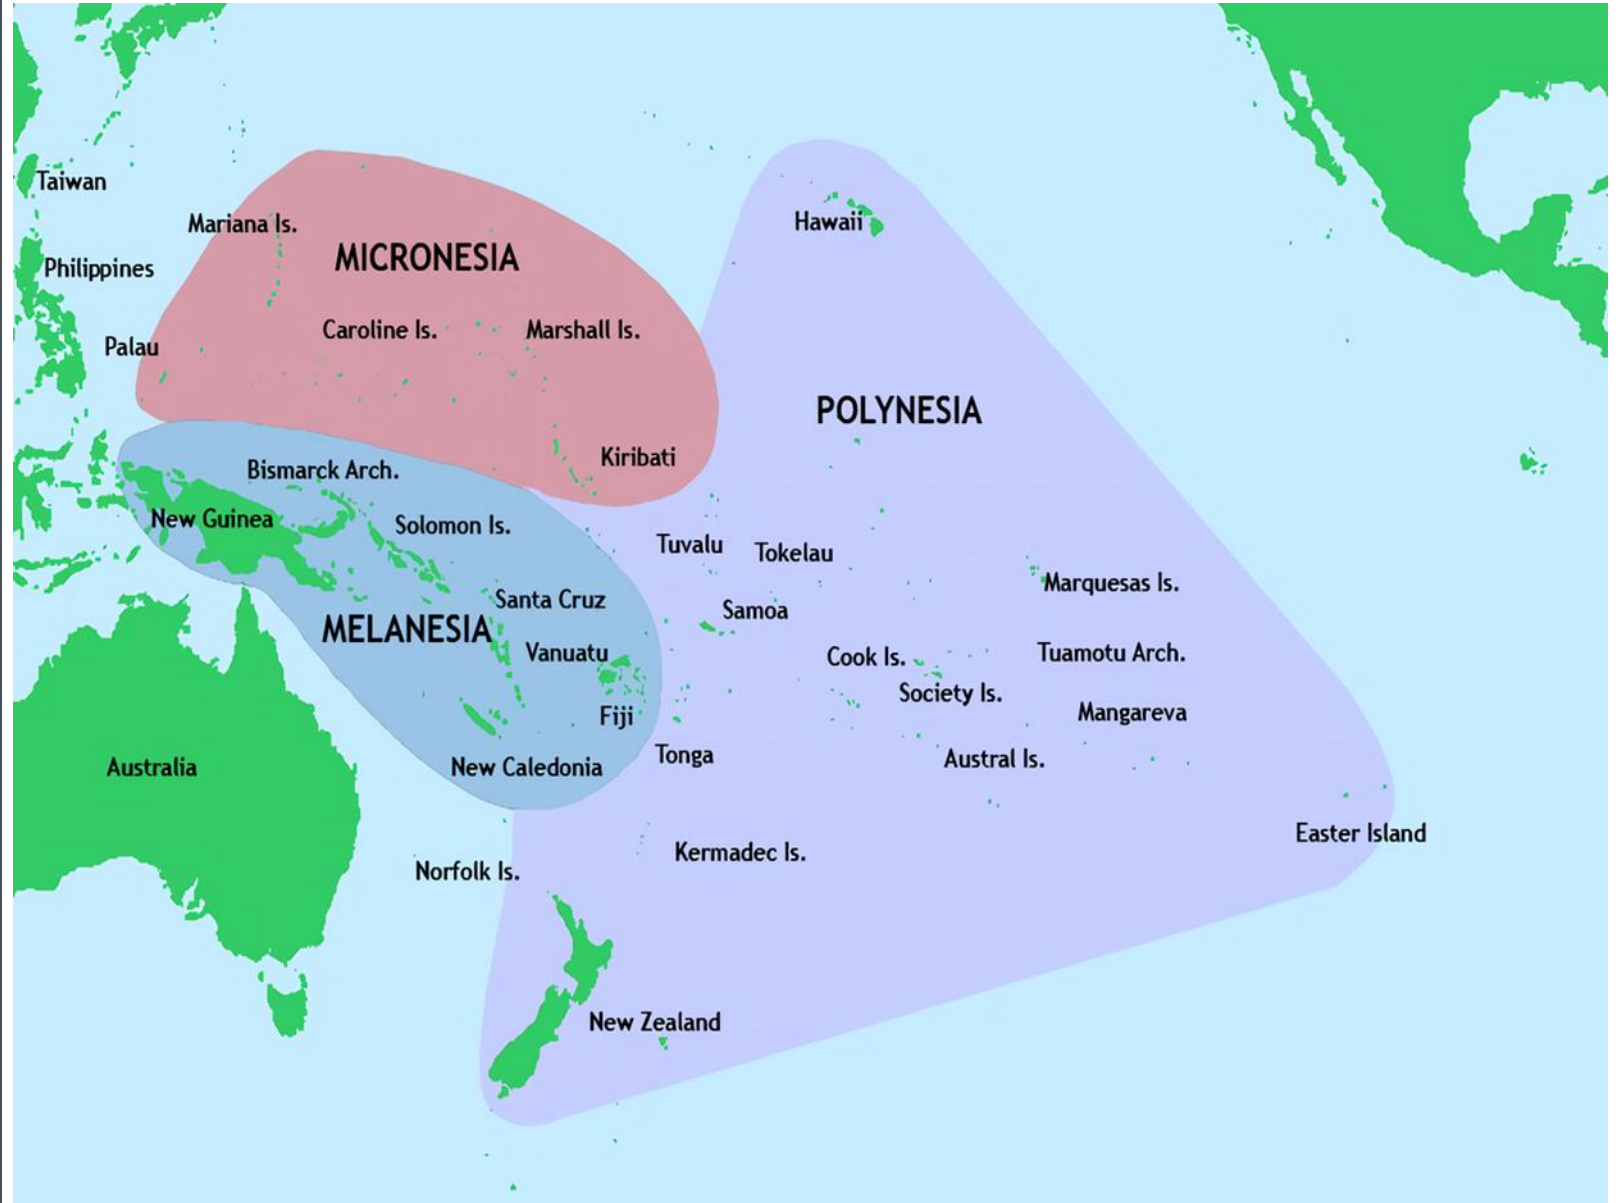 Taiwan
Mariana Is.
Hawaii
MICRONESIA
Philippines
Caroline Is.
Marshall Is.
Palau
POLYNESIA
Kiribati
Bismarck Arch.
New Guinea
Solomon Is.
Tuvalu
Tokelau
Marquesas Is.
Santa Cruz
Samoa
MELANESIA
Vanuatu
Cook Is.
Tuamotu Arch.
Society Is.
Mangareva
Fiji
Tonga
Austral Is.
Australia
New Caledonia
Easter Island
Kermadec Is.
Norfolk Is.
New Zealand